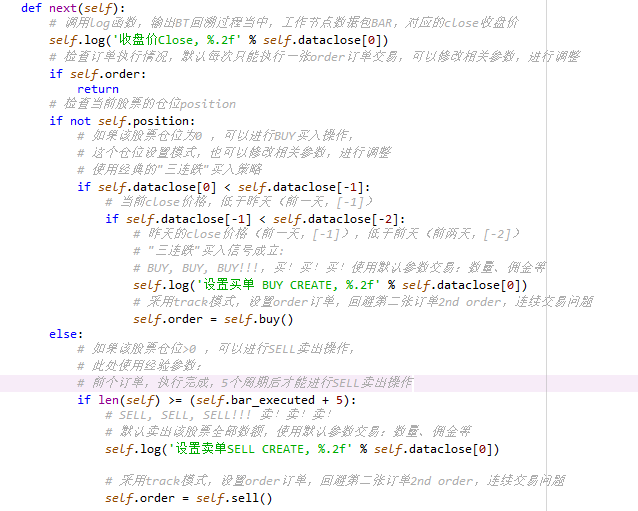 def next(self):
    # 调用log函数，输出BT回溯过程当中，工作节点数据包BAR，对应的close收盘价
    self.log('收盘价Close, %.2f' % self.dataclose[0])
    # 检查订单执行情况，默认每次只能执行一张order订单交易，可以修改相关参数，进行调整
    if self.order:
        return
    # 检查当前股票的仓位position
    if not self.position:
        # 如果该股票仓位为0 ，可以进行BUY买入操作，
        # 这个仓位设置模式，也可以修改相关参数，进行调整
        # 使用经典的"三连跌"买入策略
        if self.dataclose[0] < self.dataclose[-1]:
            # 当前close价格，低于昨天（前一天，[-1]）
            if self.dataclose[-1] < self.dataclose[-2]:
                # 昨天的close价格（前一天，[-1]），低于前天（前两天，[-2]）
                # "三连跌"买入信号成立：
                # BUY, BUY, BUY!!!，买！买！买！使用默认参数交易：数量、佣金等
                self.log('设置买单 BUY CREATE, %.2f' % self.dataclose[0])
                # 采用track模式，设置order订单，回避第二张订单2nd order，连续交易问题
                self.order = self.buy()
    else:
        # 如果该股票仓位>0 ，可以进行SELL卖出操作，
        # 此处使用经验参数：
        # 前个订单，执行完成，5个周期后才能进行SELL卖出操作
        if len(self) >= (self.bar_executed + 5):
            # SELL, SELL, SELL!!! 卖！卖！卖！
            # 默认卖出该股票全部数额，使用默认参数交易：数量、佣金等
            self.log('设置卖单SELL CREATE, %.2f' % self.dataclose[0])
            # 采用track模式，设置order订单，回避第二张订单2nd order，连续交易问题
            self.order = self.sell()